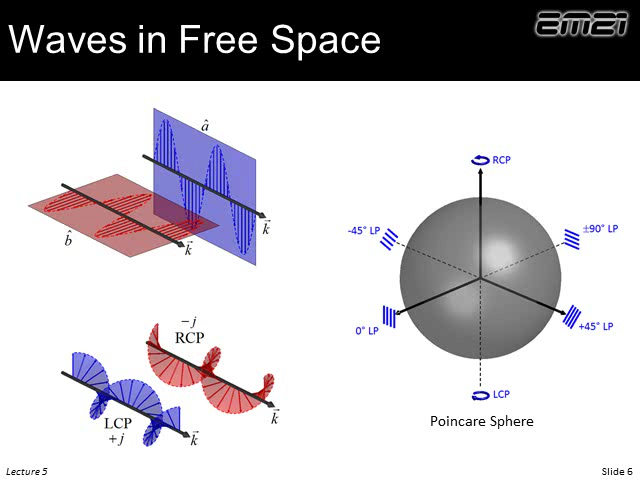 Waves in Free Space
EM21
â
b̂
k⃗
k⃗
−j
RCP
LCP
+j
k⃗
k⃗
RCP
-45° LP
±90° LP
0° LP
+45° LP
LCP
Poincare Sphere
Lecture 5
Slide 6